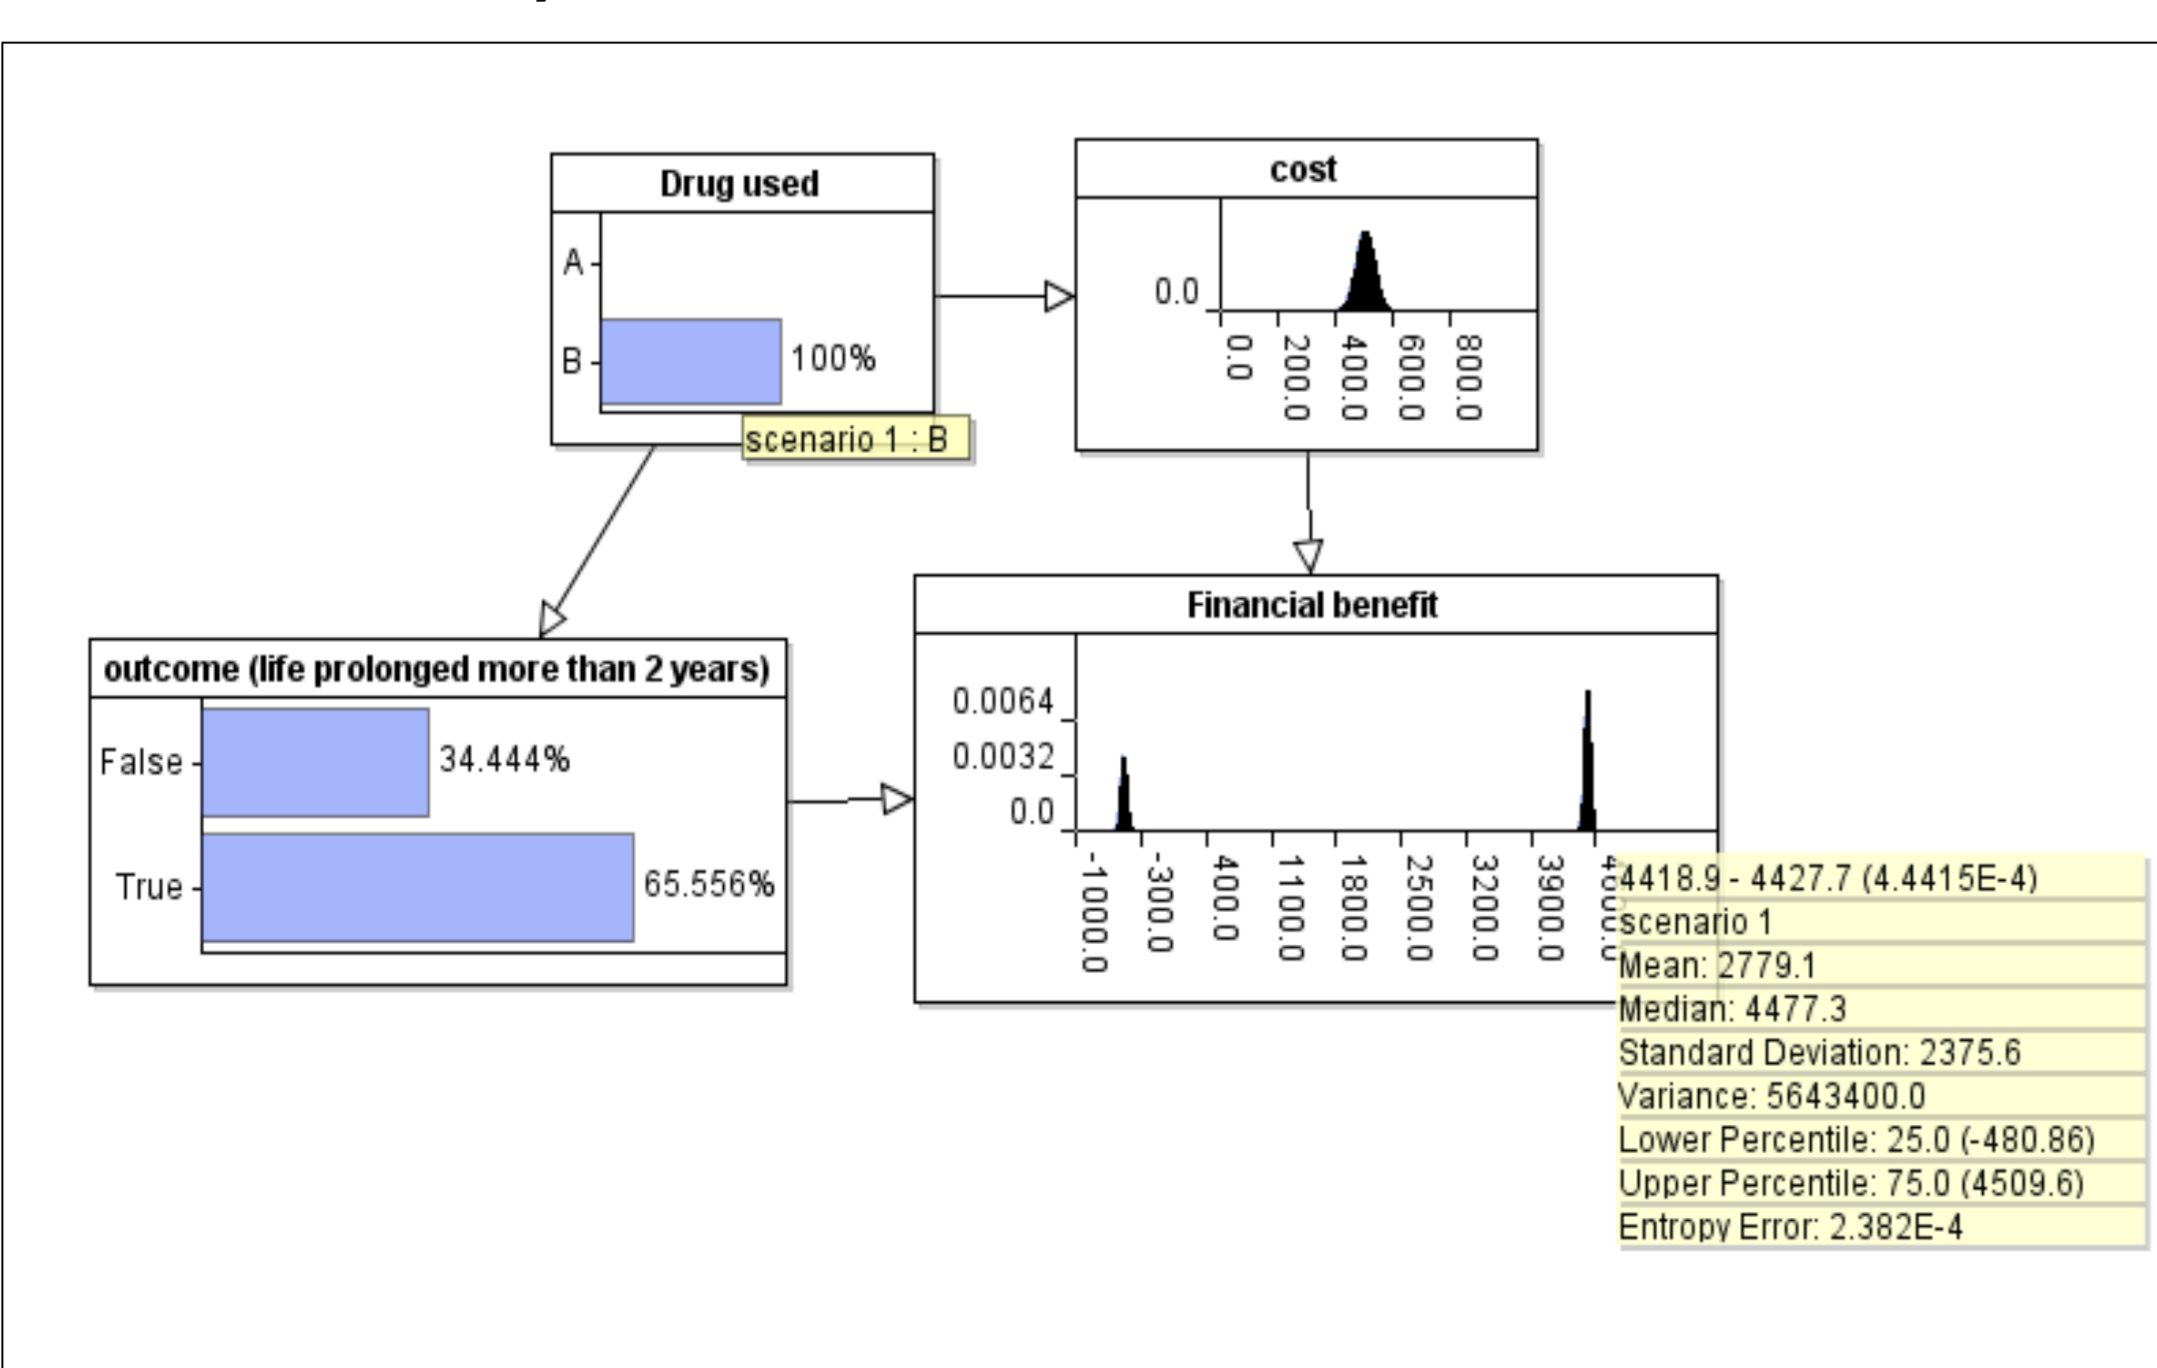 Drug used
A
B
100%
scenario 1 : B
cost
0.0
0.0
200.0
400.0
600.0
800.0
outcome (life prolonged more than 2 years)
False
34.444%
True
65.556%
Financial benefit
0.0064
0.0032
0.0
-1000.0
-300.0
400.0
1100.0
1800.0
2500.0
3200.0
3900.0
4418.9 - 4427.7 (4.4415E-4)
scenario 1
Mean: 2779.1
Median: 4477.3
Standard Deviation: 2375.6
Variance: 5643400.0
Lower Percentile: 25.0 (-480.86)
Upper Percentile: 75.0 (4509.6)
Entropy Error: 2.382E-4